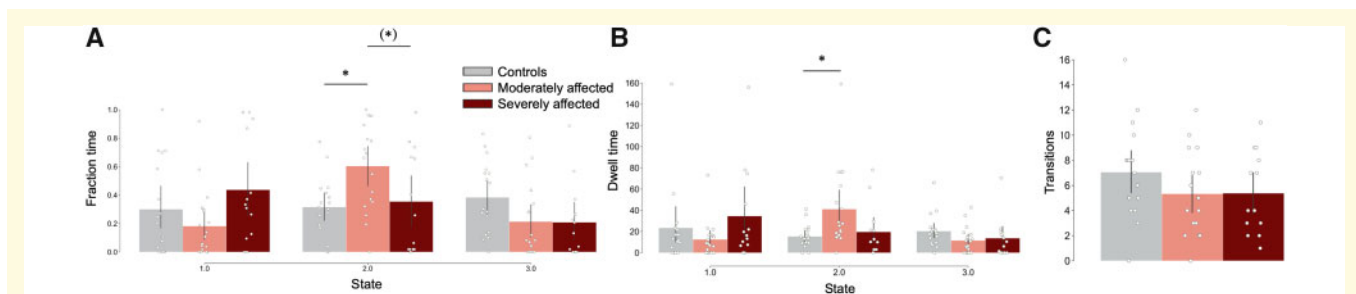 A
B
C
(*)
*
*
Controls
Moderately affected
Severely affected
Fraction time
1.0
0.8
0.6
0.4
0.2
0.0
1.0 2.0 3.0
State
Dwell time
160
140
120
100
80
60
40
20
0
1.0 2.0 3.0
State
Transitions
16
14
12
10
8
6
4
2
0